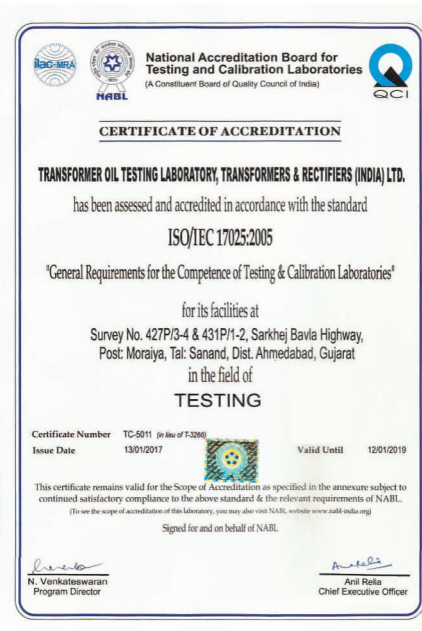 ilac-MRA
NABL
National Accreditation Board for
Testing and Calibration Laboratories
(A Constituent Board of Quality Council of India)
QCI
CERTIFICATE OF ACCREDITATION
TRANSFORMER OIL TESTING LABORATORY, TRANSFORMERS & RECTIFIERS (INDIA) LTD.
has been assessed and accredited in accordance with the standard
ISO/IEC 17025:2005
"General Requirements for the Competence of Testing & Calibration Laboratories"
for its facilities at
Survey No. 427P/3-4 & 431P/1-2, Sarkhej Bavla Highway,
Post: Moraiya, Tal: Sanand, Dist. Ahmedabad, Gujarat
in the field of
TESTING
Certificate Number TC-5011 (in lieu of T-3266)
Issue Date 13/01/2017 Valid Until 12/01/2019
This certificate remains valid for the Scope of Accreditation as specified in the annexure subject to
continued satisfactory compliance to the above standard & the relevant requirements of NABL.
(To see the scope of accreditation of this laboratory, you may also visit NABL website www.nabl-india.org)
Signed for and on behalf of NABL
N. Venkateswaran
Program Director
Anil Relia
Chief Executive Officer